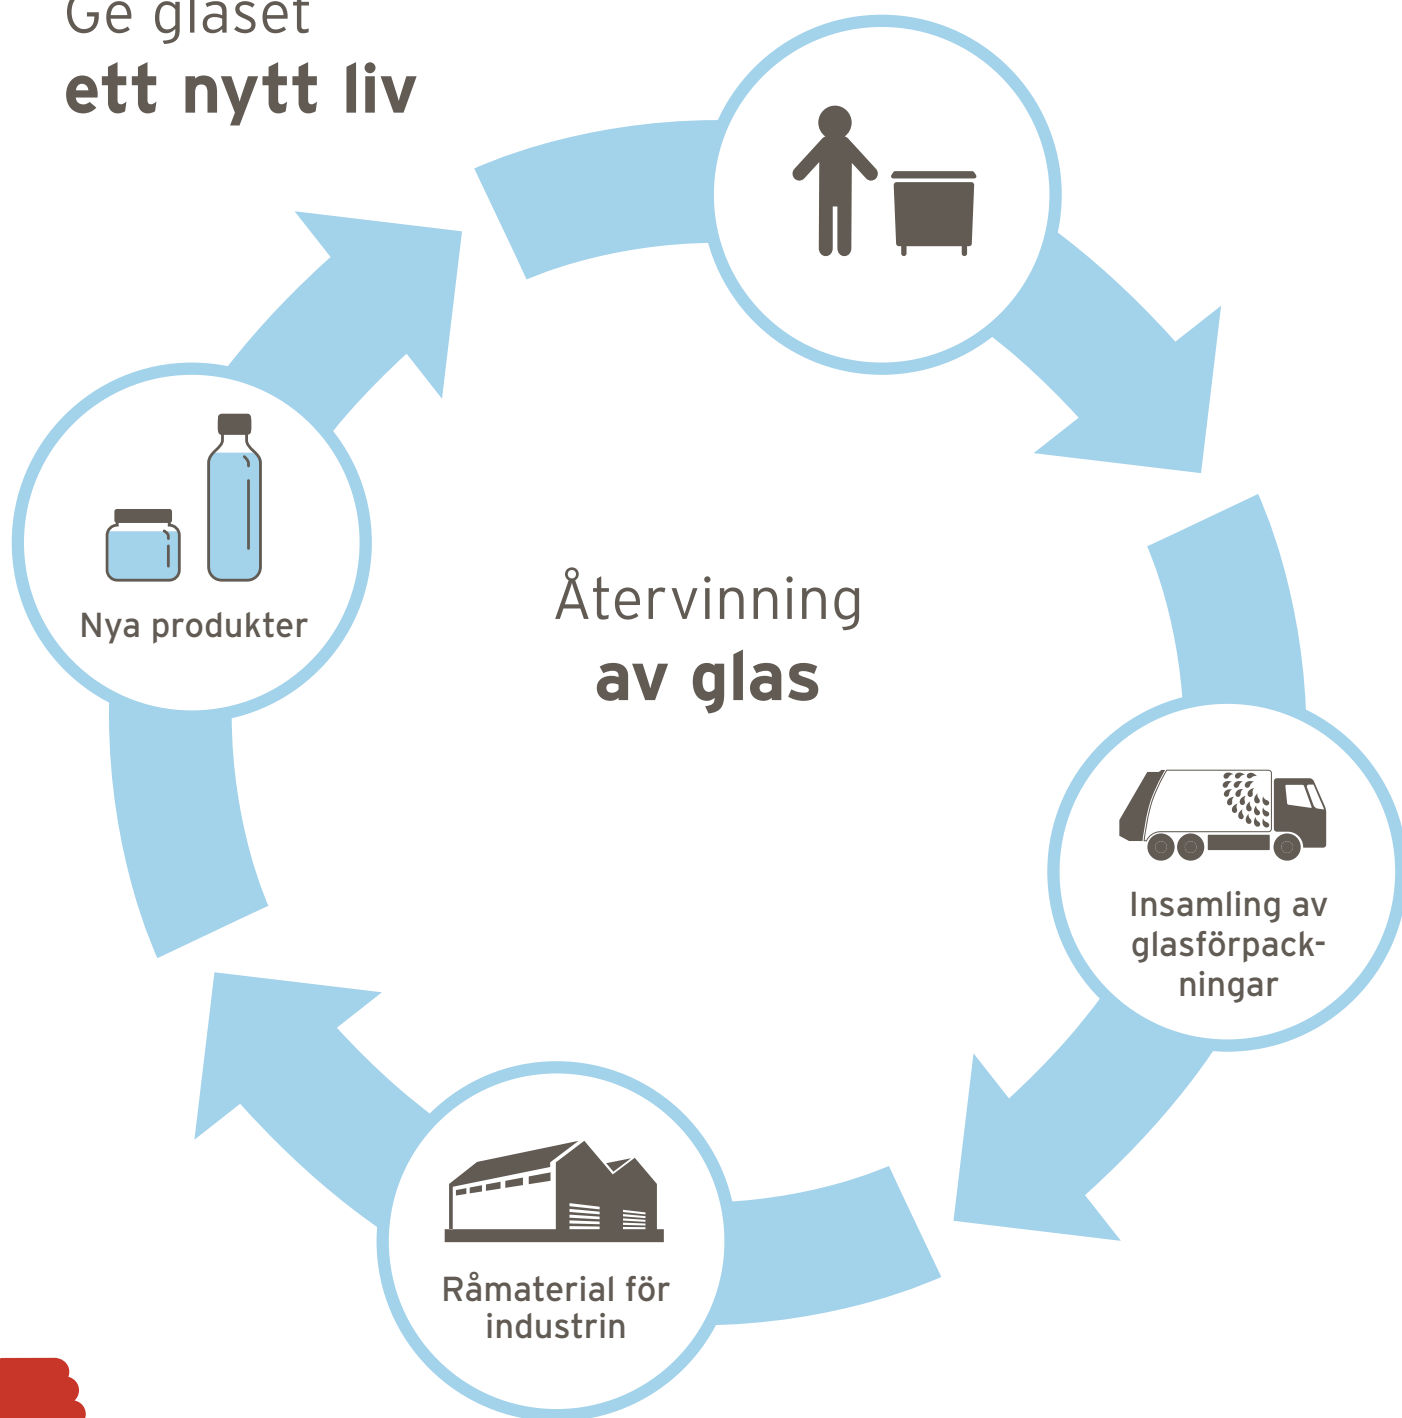 Ge glaset
ett nytt liv
Nya produkter
Återvinning
av glas
Insamling av
glasförpack-
ningar
Råmaterial för
industrin